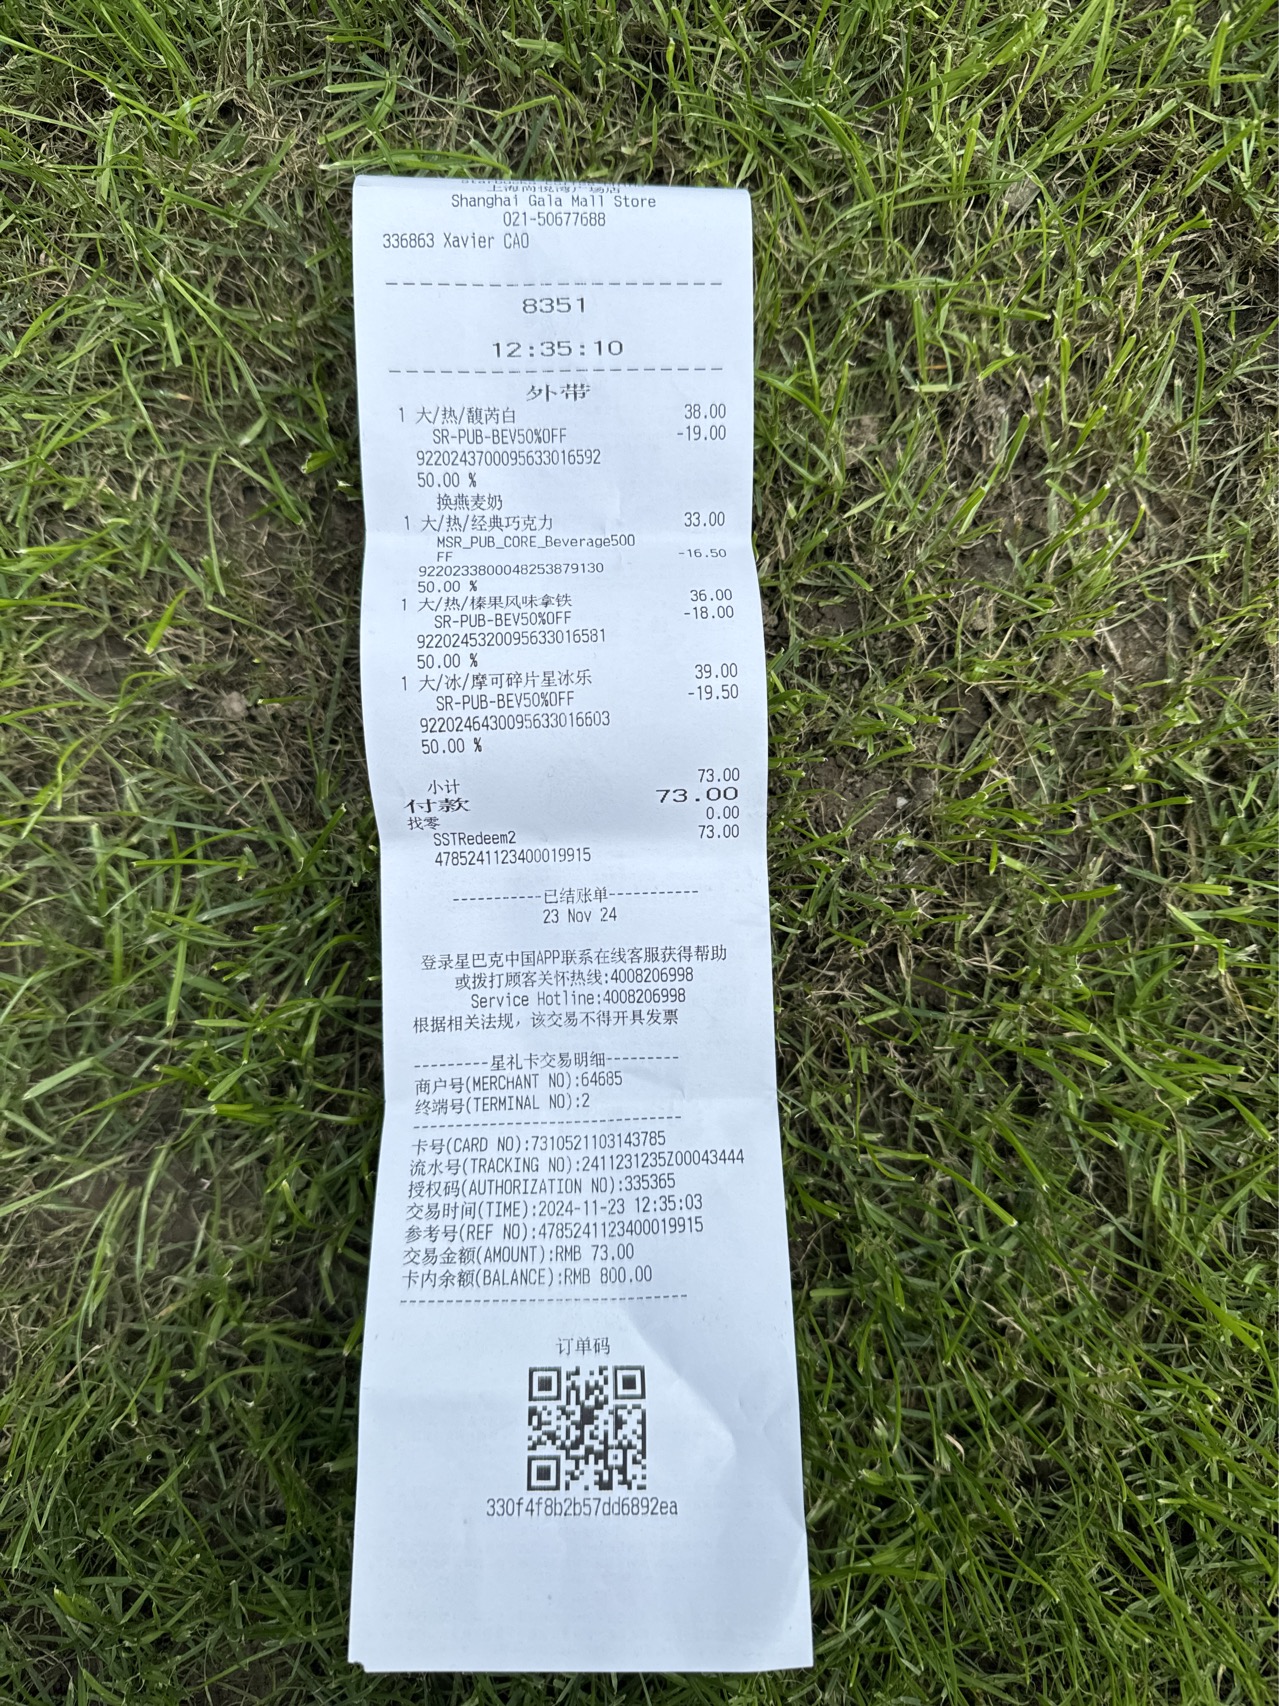 上海尚悦湾广场店
Shanghai Gala Mall Store
021-50677688
336863 Xavier CAO
8351
12:35:10
外带
1 大/热/馥芮白 38.00
SR-PUB-BEV50%OFF -19.00
9220243700095633016592
50.00 %
换燕麦奶
1 大/热/经典巧克力 33.00
MSR_PUB_CORE_Beverage500
FF -16.50
9220233800048253879130
50.00 %
1 大/热/榛果风味拿铁 36.00
SR-PUB-BEV50%OFF -18.00
9220245320095633016581
50.00 %
1 大/冰/摩可碎片星冰乐 39.00
SR-PUB-BEV50%OFF -19.50
9220246430095633016603
50.00 %
小计 73.00
付款 73.00
找零 0.00
SSTRedeem2 73.00
4785241123400019915
-----------已结账单-----------
23 Nov 24
登录星巴克中国APP联系在线客服获得帮助
或拨打顾客关怀热线:4008206998
Service Hotline:4008206998
根据相关法规，该交易不得开具发票
---------星礼卡交易明细---------
商户号(MERCHANT NO):64685
终端号(TERMINAL NO):2
卡号(CARD NO):7310521103143785
流水号(TRACKING NO):2411231235Z00043444
授权码(AUTHORIZATION NO):335365
交易时间(TIME):2024-11-23 12:35:03
参考号(REF NO):4785241123400019915
交易金额(AMOUNT):RMB 73.00
卡内余额(BALANCE):RMB 800.00
订单码
330f4f8b2b57dd6892ea